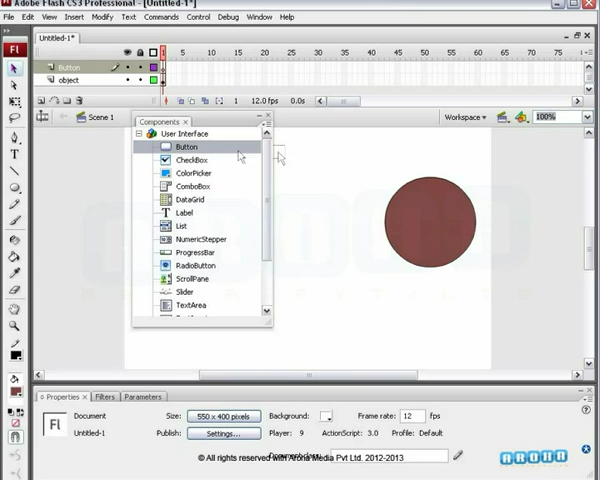 Adobe Flash CS3 Professional - [Untitled-1*]
File Edit View Insert Modify Text Commands Control Debug Window Help
Untitled-1*
1 5 10 15 20 25 30 35 40 45 50 55 60 65 70 75
Button
object
1 12.0 fps 0.0s
Scene 1
Workspace
100%
Components
User Interface
Button
CheckBox
ColorPicker
ComboBox
DataGrid
Label
List
NumericStepper
ProgressBar
RadioButton
ScrollPane
Slider
TextArea
Properties Filters Parameters
Fl
Document
Size:
550 x 400 pixels
Background:
Frame rate:
12
fps
Untitled-1
Publish:
Settings...
Player: 9
ActionScript: 3.0
Profile: Default
© All rights reserved with Arona Media Pvt Ltd. 2012-2013